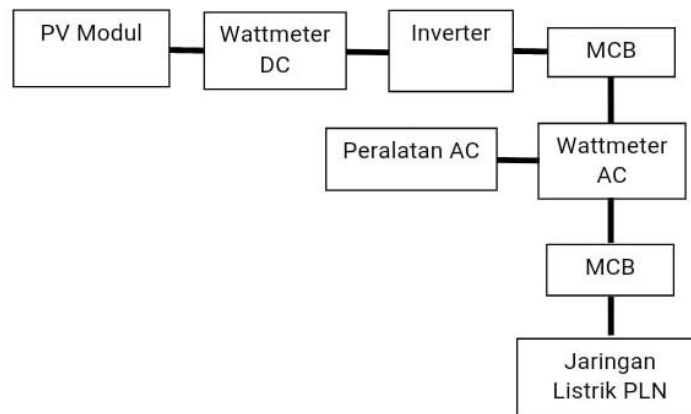 PV Modul
Wattmeter
DC
Inverter
MCB
Peralatan AC
Wattmeter
AC
MCB
Jaringan
Listrik PLN